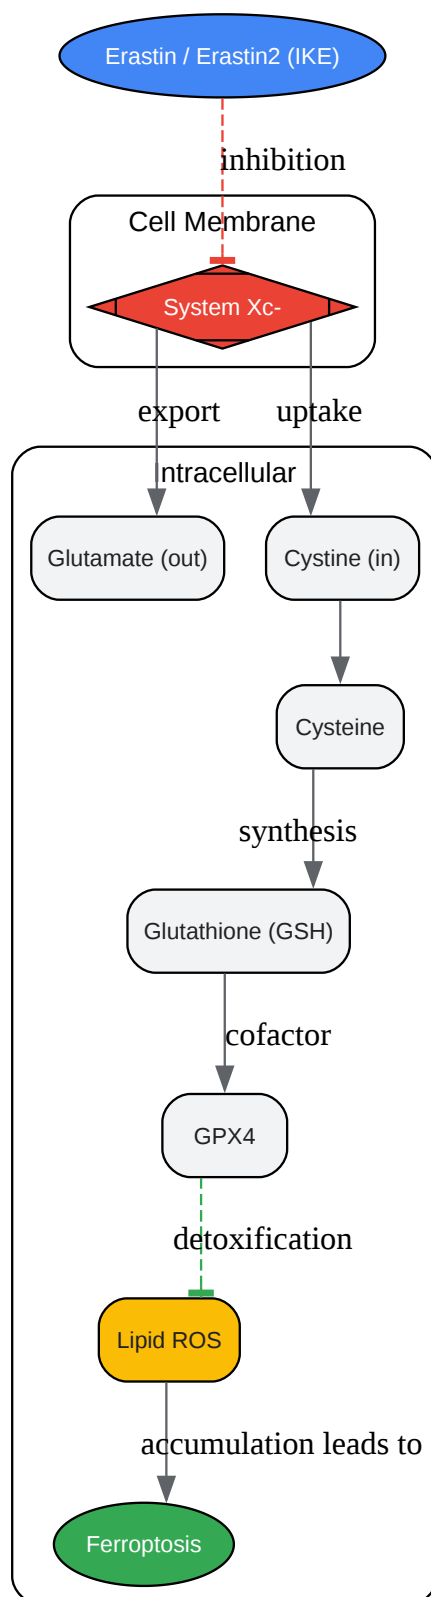 Erastin / Erastin2 (IKE)
inhibition
Cell Membrane
System Xc-
export
uptake
Intracellular
Glutamate (out)
Cystine (in)
Cysteine
synthesis
Glutathione (GSH)
cofactor
GPX4
detoxification
Lipid ROS
accumulation leads to
Ferroptosis